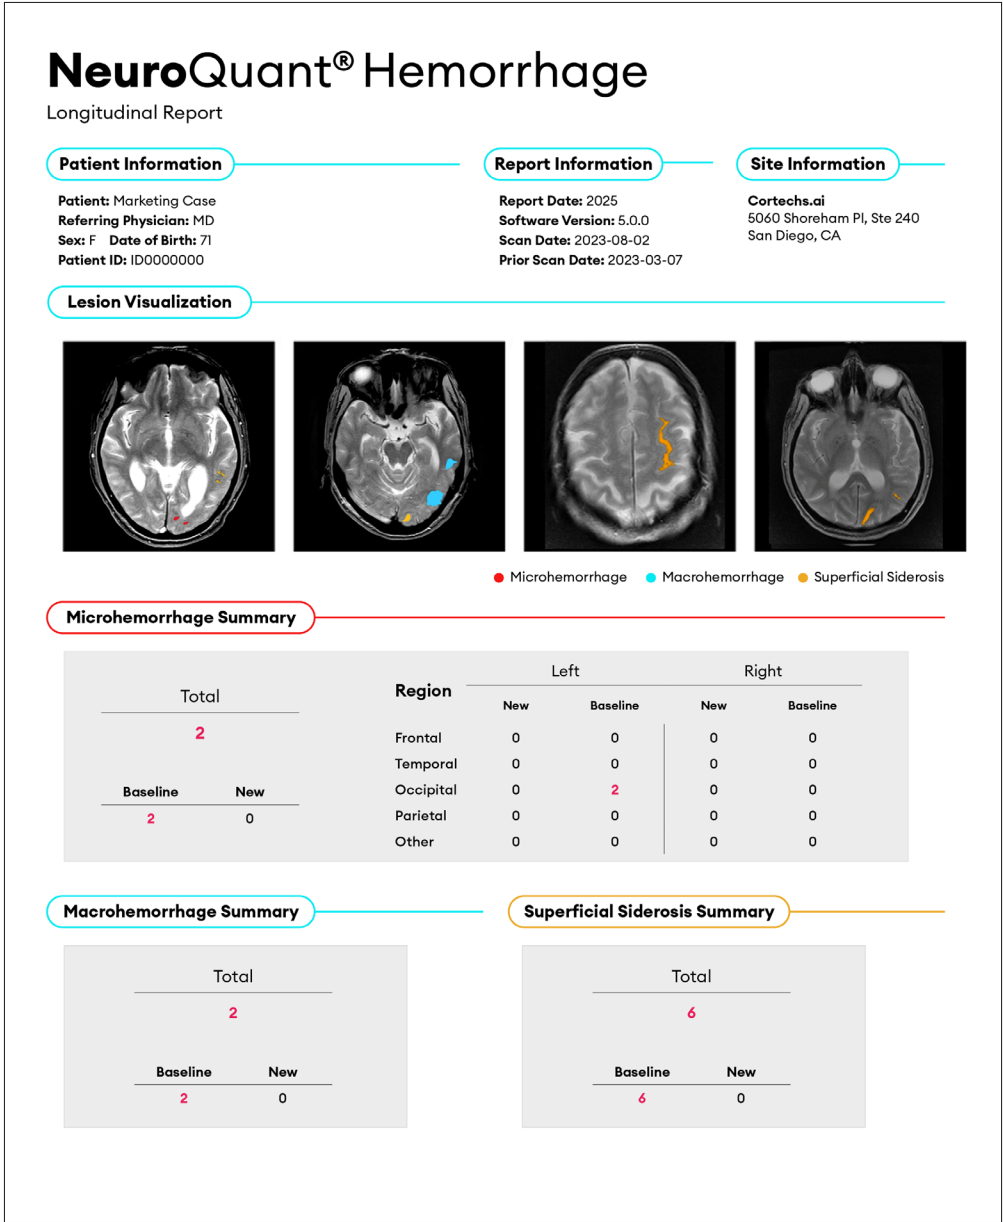 NeuroQuant® Hemorrhage
Longitudinal Report
Patient Information
Patient: Marketing Case
Referring Physician: MD
Sex: F Date of Birth: 71
Patient ID: ID0000000
Report Information
Report Date: 2025
Software Version: 5.0.0
Scan Date: 2023-08-02
Prior Scan Date: 2023-03-07
Site Information
Cortechs.ai
5060 Shoreham Pl, Ste 240
San Diego, CA
Lesion Visualization
Microhemorrhage Macrohemorrhage Superficial Siderosis
Microhemorrhage Summary
Total
2
Baseline New
2 0
Region Left Right
New Baseline New Baseline
Frontal 0 0 0 0
Temporal 0 0 0 0
Occipital 0 2 0 0
Parietal 0 0 0 0
Other 0 0 0 0
Macrohemorrhage Summary
Total
2
Baseline New
2 0
Superficial Siderosis Summary
Total
6
Baseline New
6 0